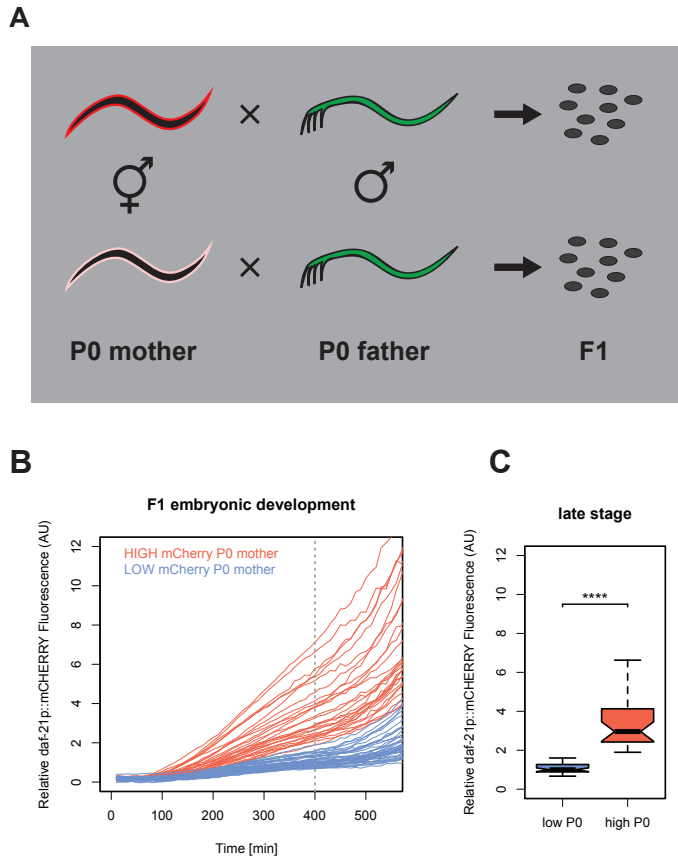 A
×
×
P0 mother
P0 father
F1
B
F1 embryonic development
Relative daf-21p::mCHERRY Fluorescence (AU)
HIGH mCherry P0 mother
LOW mCherry P0 mother
12
10
8
6
4
2
0
0 100 200 300 400 500
Time [min]
C
late stage
Relative daf-21p::mCHERRY Fluorescence (AU)
12
10
8
6
4
2
0
****
low P0 high P0